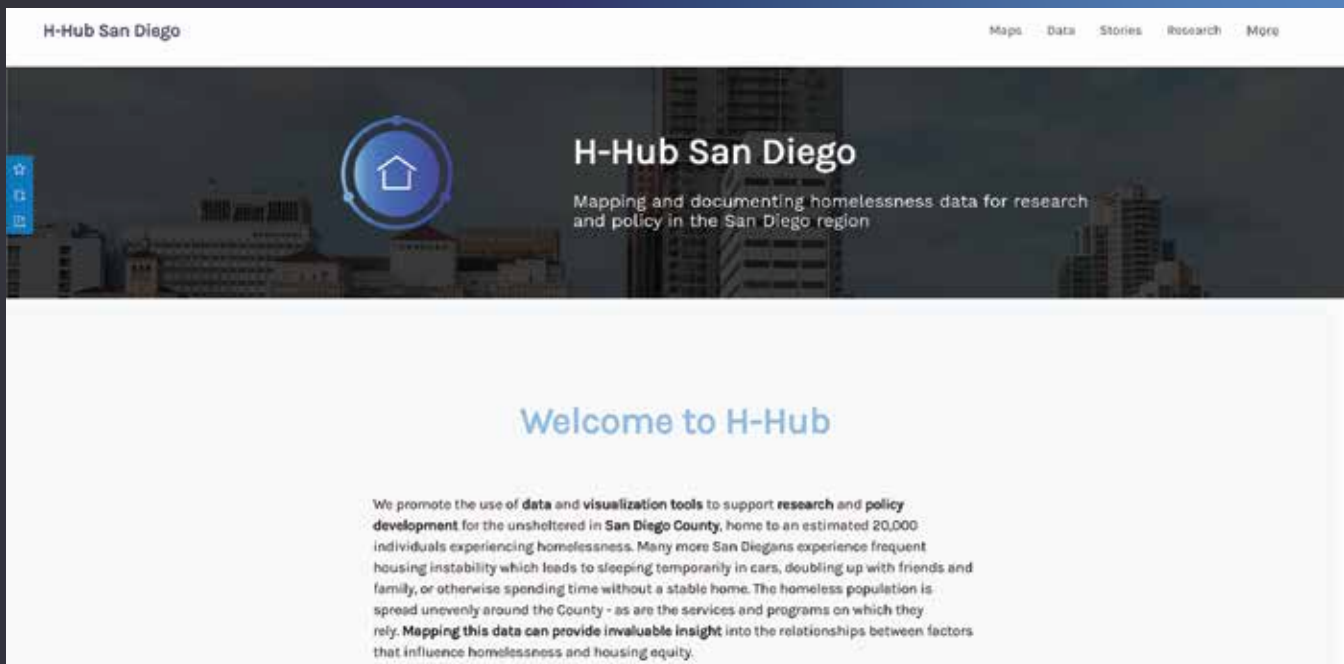 H-Hub San Diego
Maps Data Stories Research More
H-Hub San Diego
Mapping and documenting homelessness data for research
and policy in the San Diego region
Welcome to H-Hub
We promote the use of data and visualization tools to support research and policy
development for the unsheltered in San Diego County, home to an estimated 20,000
individuals experiencing homelessness. Many more San Diegans experience frequent
housing instability which leads to sleeping temporarily in cars, doubling up with friends and
family, or otherwise spending time without a stable home. The homeless population is
spread unevenly around the County - as are the services and programs on which they
rely. Mapping this data can provide invaluable insight into the relationships between factors
that influence homelessness and housing equity.